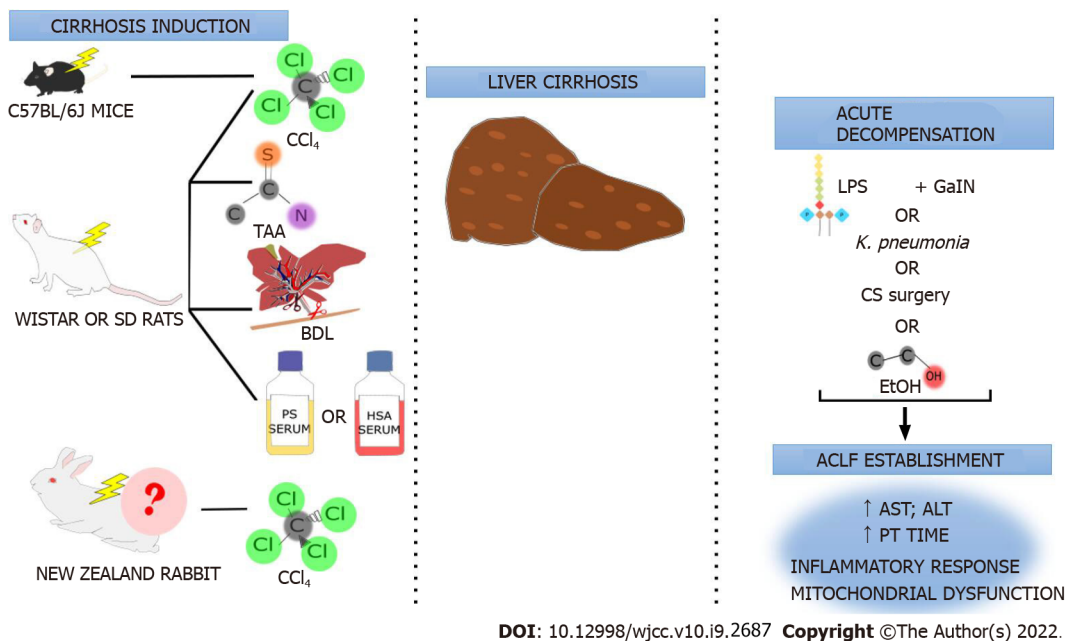 CIRRHOSIS INDUCTION
C57BL/6J MICE
Cl
Cl
C
Cl
Cl
CCl₄
S
C
C
N
TAA
BDL
WISTAR OR SD RATS
PS
SERUM
OR
HSA
SERUM
?
NEW ZEALAND RABBIT
Cl
Cl
C
Cl
Cl
CCl₄
LIVER CIRRHOSIS
ACUTE
DECOMPENSATION
P
P
LPS + GaIN
OR
K. pneumonia
OR
CS surgery
OR
C
C
OH
EtOH
ACLF ESTABLISHMENT
↑ AST; ALT
↑ PT TIME
INFLAMMATORY RESPONSE
MITOCHONDRIAL DYSFUNCTION
DOI: 10.12998/wjcc.v10.i9.2687 Copyright ©The Author(s) 2022.